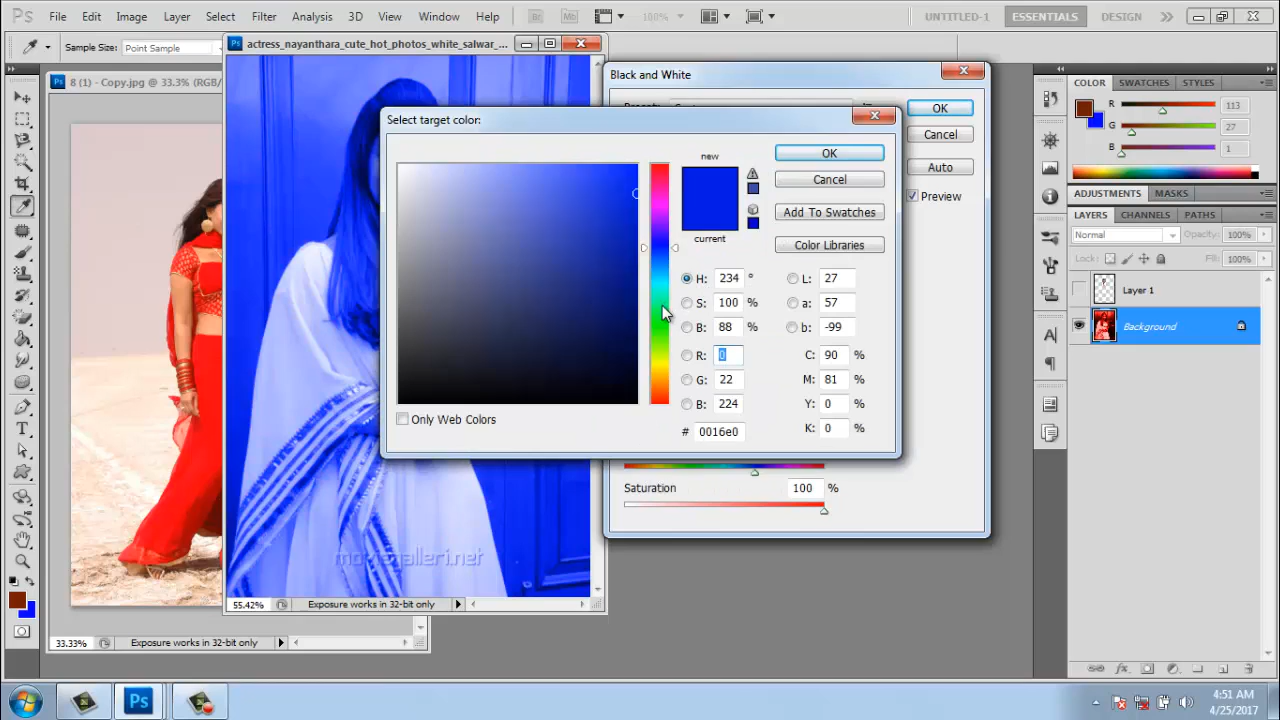 Ps File Edit Image Layer Select Filter Analysis 3D View Window Help Br Mb 100% UNTITLED-1 ESSENTIALS DESIGN
Sample Size: Point Sample
Ps 8 (1) - Copy.jpg @ 33.3% (RGB/
Ps actress_nayanthara_cute_hot_photos_white_salwar_...
Black and White
OK
Cancel
Auto
Preview
Select target color:
new
current
OK
Cancel
Add To Swatches
Color Libraries
H: 234 ° L: 27
S: 100 % a: 57
B: 88 % b: -99
R: 0 C: 90 %
G: 22 M: 81 %
B: 224 Y: 0 %
# 0016e0 K: 0 %
Only Web Colors
Saturation 100 %
COLOR SWATCHES STYLES
R 113
G 27
B 1
ADJUSTMENTS MASKS
LAYERS CHANNELS PATHS
Normal Opacity: 100%
Lock: Fill: 100%
Layer 1
Background
moviegalleri.net
55.42% Exposure works in 32-bit only
33.33% Exposure works in 32-bit only
Ps
4:51 AM
4/25/2017